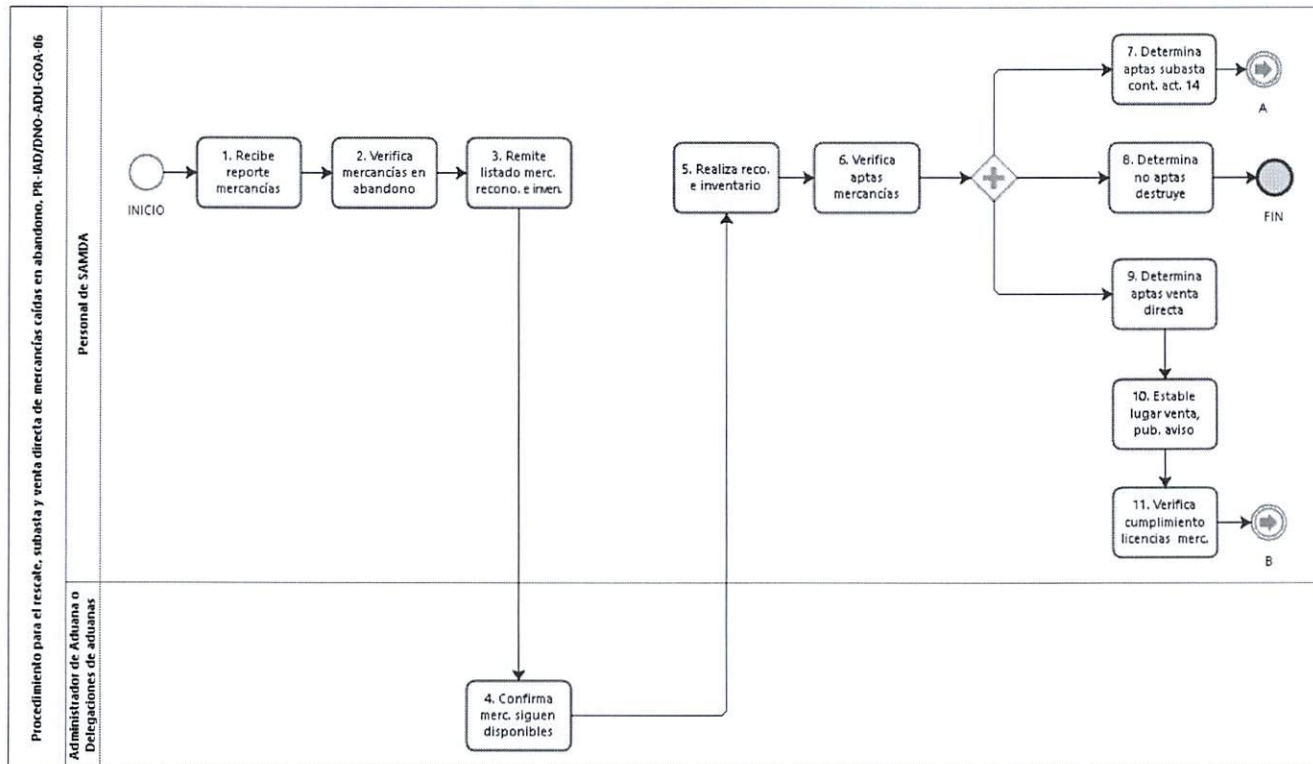 Procedimiento para el rescate, subasta y venta directa de mercancías caídas en abandono, PR-IAD/DNO-ADU-GOA-06
Personal de SAMDA
INICIO
1. Recibe
reporte
mercancías
2. Verifica
mercancías en
abandono
3. Remite
listado merc.
recono. e inven.
5. Realiza reco.
e inventario
6. Verifica
aptas
mercancías
7. Determina
aptas subasta
cont. act. 14
A
8. Determina
no aptas
destruye
FIN
9. Determina
aptas venta
directa
10. Estable
lugar venta,
pub. aviso
11. Verifica
cumplimiento
licencias merc.
B
Administrador de Aduana o
Delegaciones de aduanas
4. Confirma
merc. siguen
disponibles